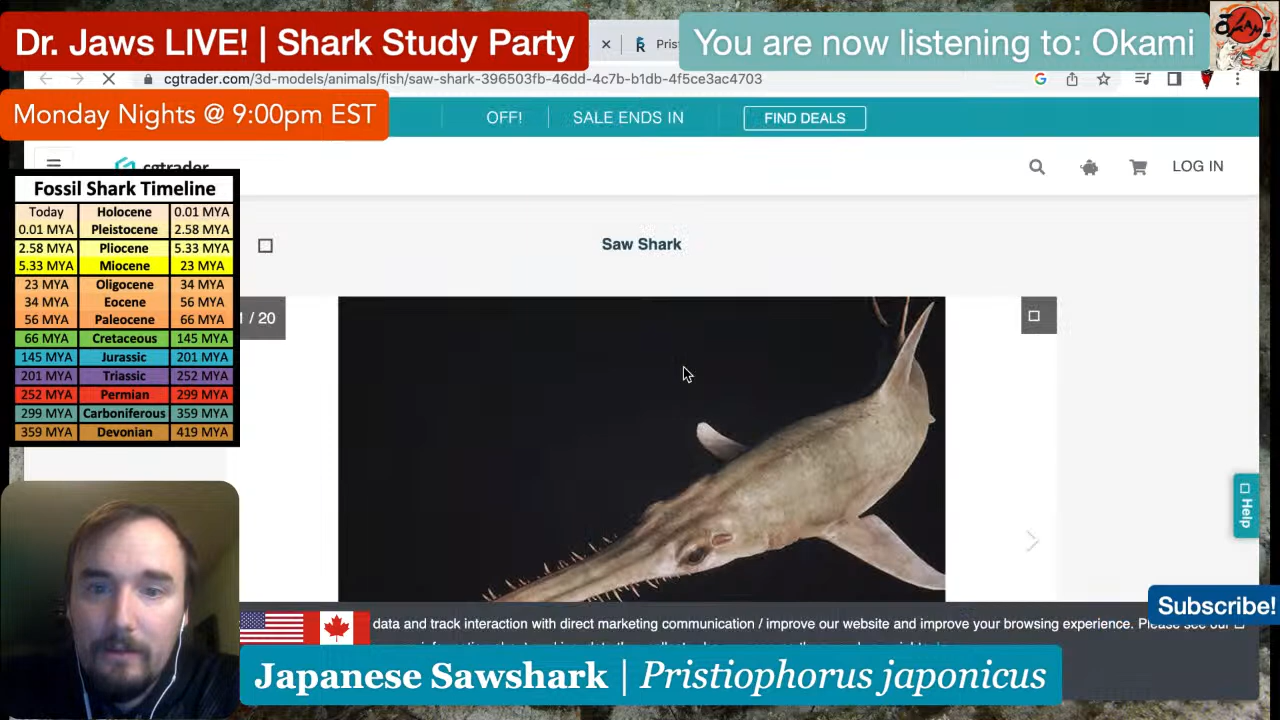 Dr. Jaws LIVE! | Shark Study Party
You are now listening to: Okami
cgtrader.com/3d-models/animals/fish/saw-shark-396503fb-46dd-4c7b-b1db-4f5ce3ac4703
Monday Nights @ 9:00pm EST
OFF! SALE ENDS IN FIND DEALS
cgtrader
LOG IN
Fossil Shark Timeline
Today Holocene 0.01 MYA
0.01 MYA Pleistocene 2.58 MYA
2.58 MYA Pliocene 5.33 MYA
5.33 MYA Miocene 23 MYA
23 MYA Oligocene 34 MYA
34 MYA Eocene 56 MYA
56 MYA Paleocene 66 MYA
66 MYA Cretaceous 145 MYA
145 MYA Jurassic 201 MYA
201 MYA Triassic 252 MYA
252 MYA Permian 299 MYA
299 MYA Carboniferous 359 MYA
359 MYA Devonian 419 MYA
Saw Shark
/ 20
Help
Subscribe!
data and track interaction with direct marketing communication / improve our website and improve your browsing experience. Please see our
Japanese Sawshark | Pristiophorus japonicus